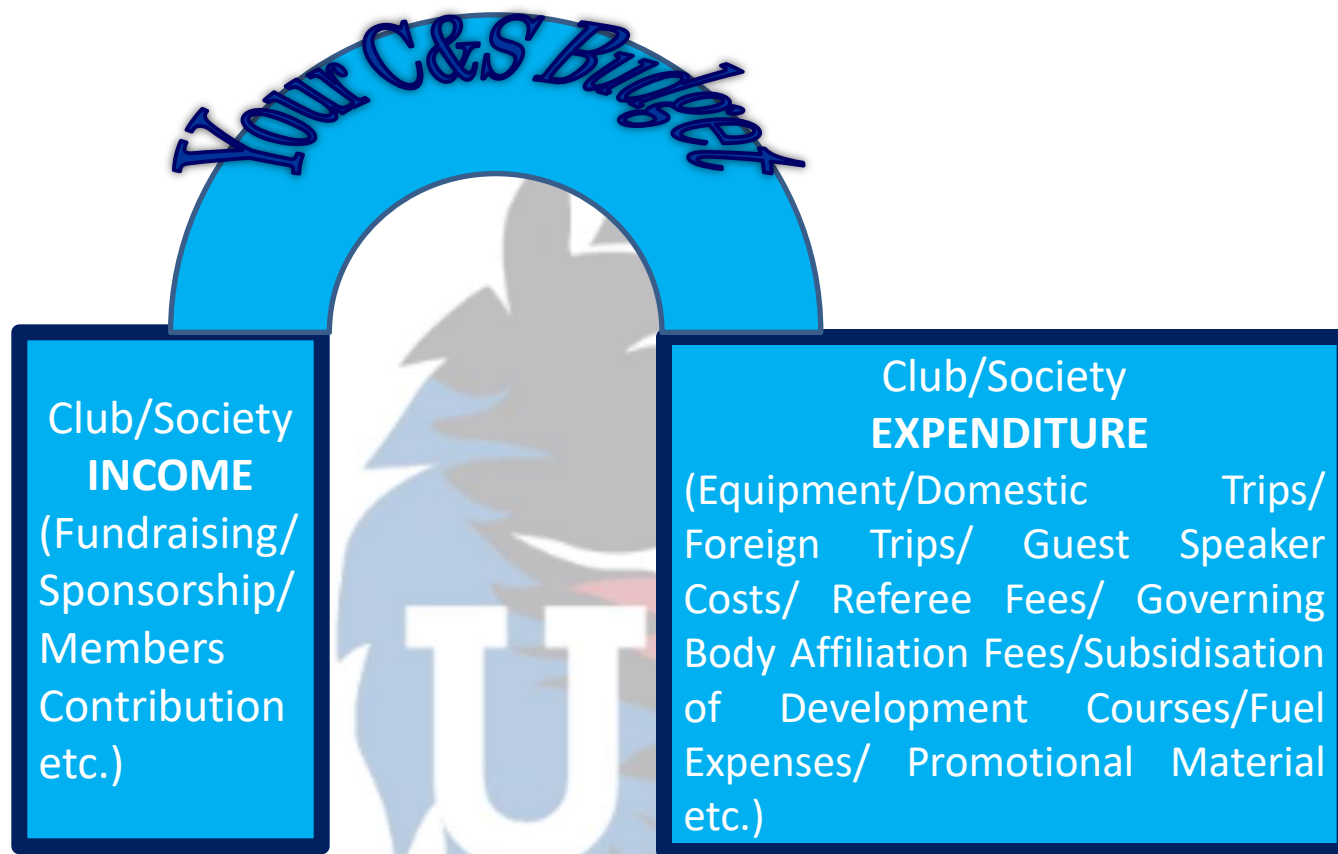 Your C&S Budget
Club/Society
INCOME
(Fundraising/
Sponsorship/
Members
Contribution
etc.)
Club/Society
EXPENDITURE
(Equipment/Domestic Trips/
Foreign Trips/ Guest Speaker
Costs/ Referee Fees/ Governing
Body Affiliation Fees/Subsidisation
of Development Courses/Fuel
Expenses/ Promotional Material
etc.)
U